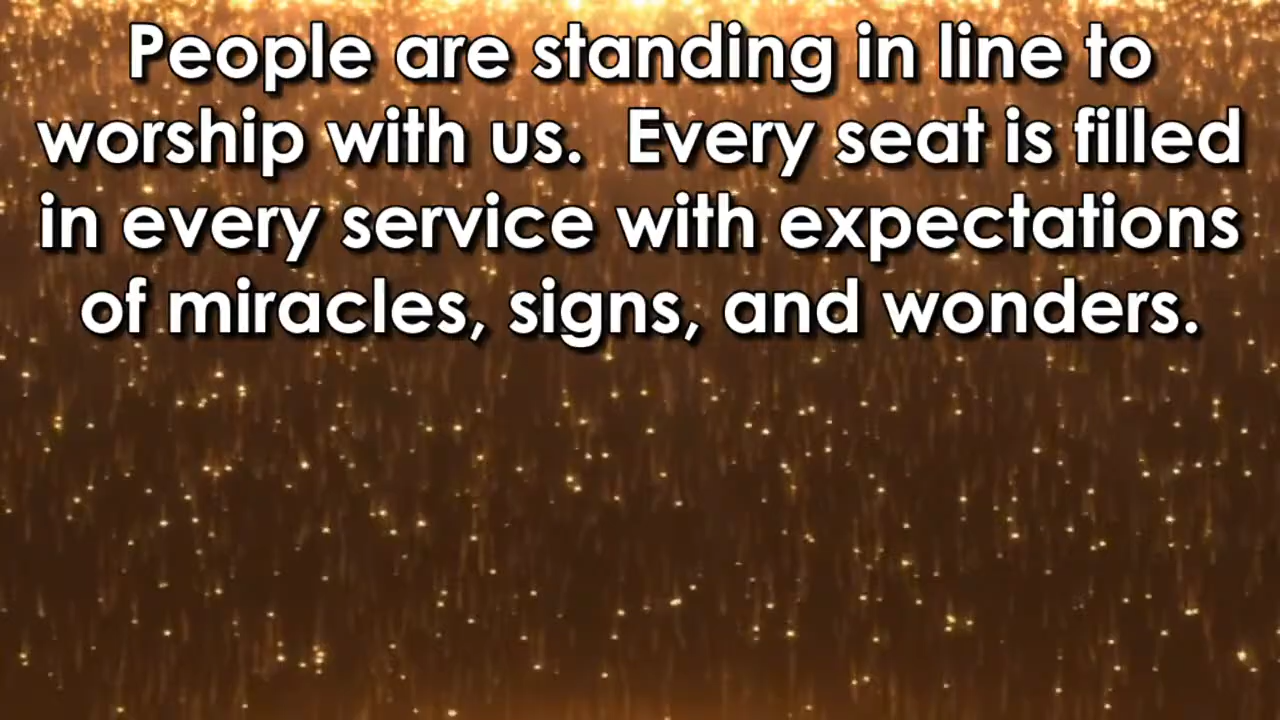 People are standing in line to
worship with us.  Every seat is filled
in every service with expectations
of miracles, signs, and wonders.